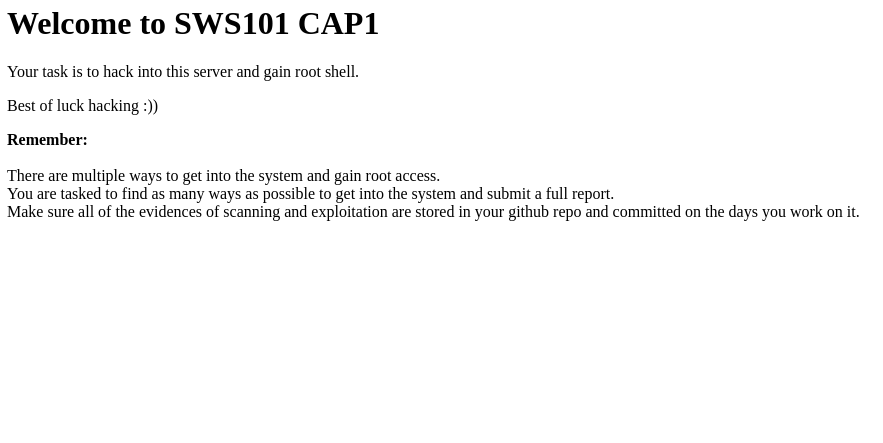 Welcome to SWS101 CAP1
Your task is to hack into this server and gain root shell.
Best of luck hacking :))
Remember:
There are multiple ways to get into the system and gain root access.
You are tasked to find as many ways as possible to get into the system and submit a full report.
Make sure all of the evidences of scanning and exploitation are stored in your github repo and committed on the days you work on it.